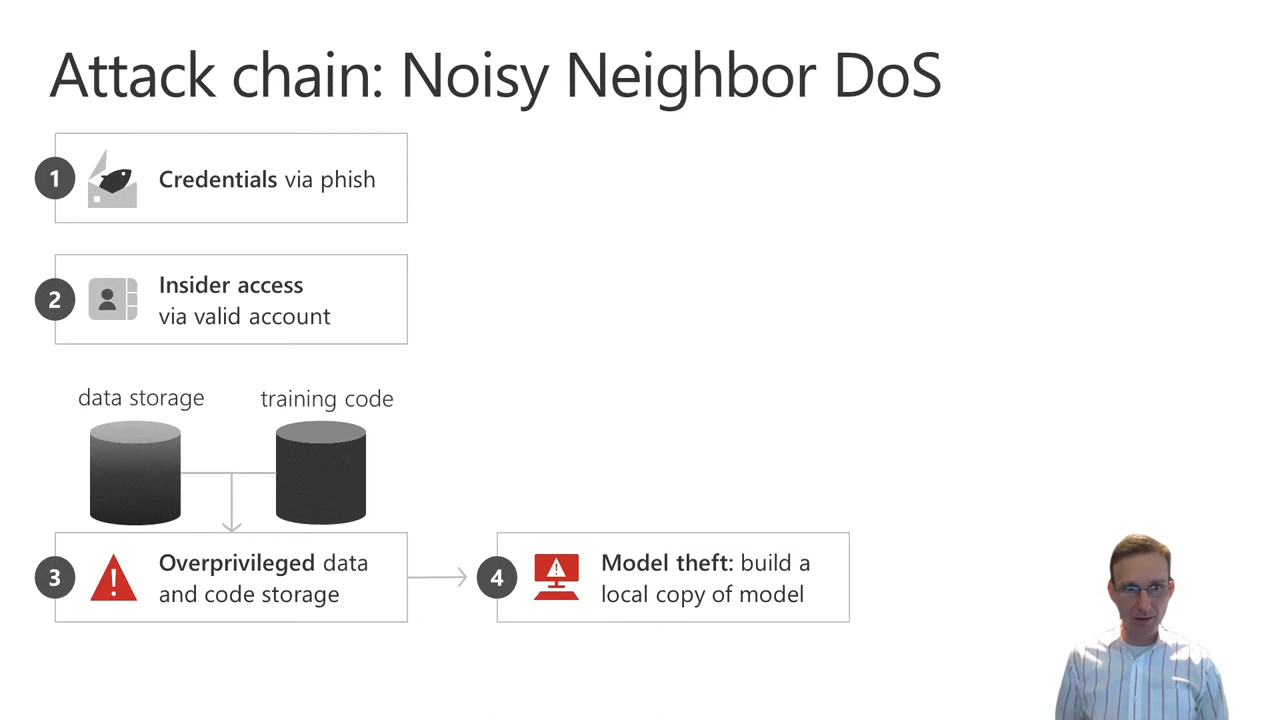 Attack chain: Noisy Neighbor DoS
1
Credentials via phish
2
Insider access
via valid account
data storage
training code
3
Overprivileged data
and code storage
4
Model theft: build a
local copy of model